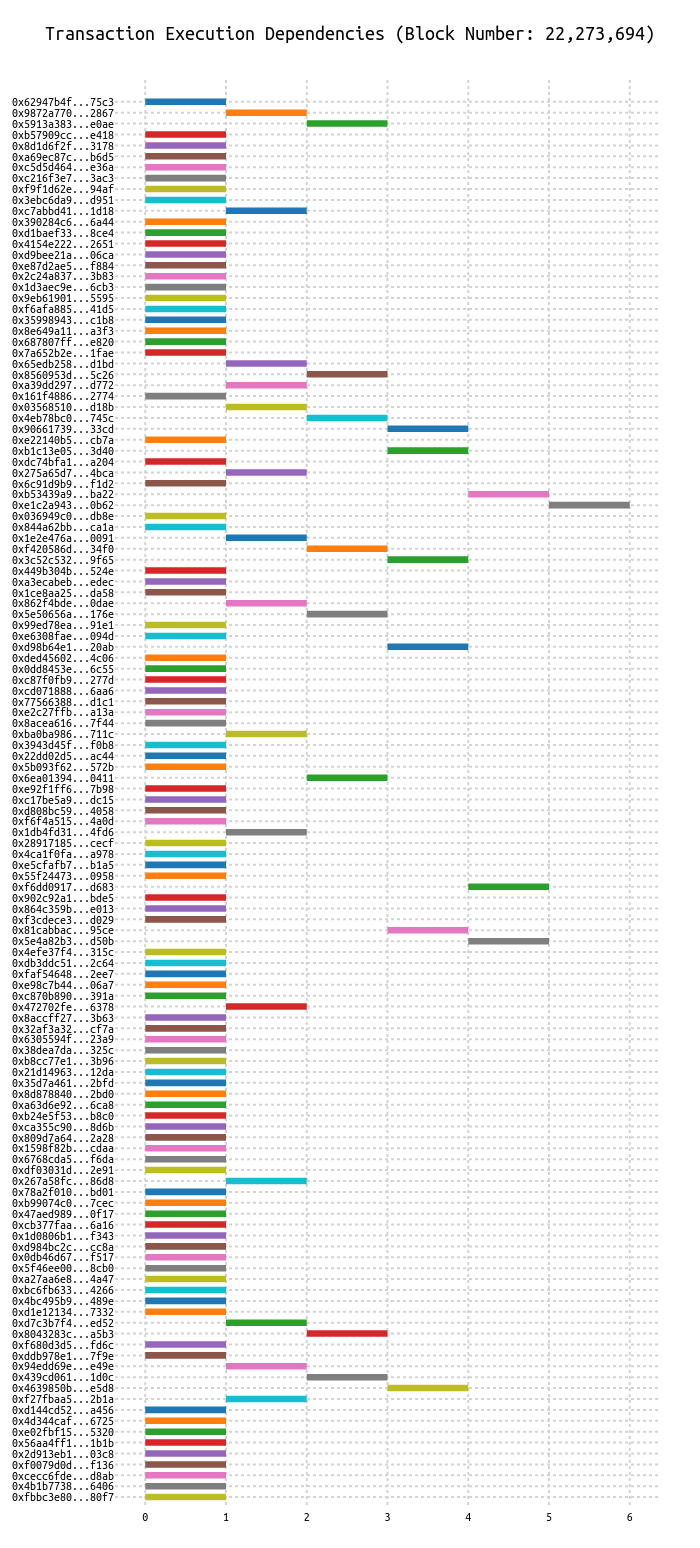 Transaction Execution Dependencies (Block Number: 22,273,694)
0x62947b4f...75c3
0x9872a770...2867
0x5913a383...e0ae
0xb57909cc...e418
0x8d1d6f2f...3178
0xa69ec87c...b6d5
0xc5d5d464...e36a
0xc216f3e7...3ac3
0xf9f1d62e...94af
0x3ebc6da9...d951
0xc7abbd41...1d18
0x390284c6...6a44
0xd1baef33...8ce4
0x4154e222...2651
0xd9bee21a...06ca
0xe87d2ae5...f884
0x2c24a837...3b83
0x1d3aec9e...6cb3
0x9eb61901...5595
0xf6afa885...41d5
0x35998943...c1b8
0x8e649a11...a3f3
0x687807ff...e820
0x7a652b2e...1fae
0x65edb258...d1bd
0x8560953d...5c26
0xa39dd297...d772
0x161f4886...2774
0x03568510...d18b
0x4eb78bc0...745c
0x90661739...33cd
0xe22140b5...cb7a
0xb1c13e05...3d40
0xdc74bfa1...a204
0x275a65d7...4bca
0x6c91d9b9...f1d2
0xb53439a9...ba22
0xe1c2a943...0b62
0x036949c0...db8e
0x844a62bb...ca1a
0x1e2e476a...0091
0xf420586d...34f0
0x3c52c532...9f65
0x449b304b...524e
0xa3ecabeb...edec
0x1ce8aa25...da58
0x862f4bde...0dae
0x5e50656a...176e
0x99ed78ea...91e1
0xe6308fae...094d
0xd98b64e1...20ab
0xded45602...4c06
0x0dd8453e...6c55
0xc87f0fb9...277d
0xcd071888...6aa6
0x77566388...d1c1
0xe2c27ffb...a13a
0x8acea616...7f44
0xba0ba986...711c
0x3943d45f...f0b8
0x22dd02d5...ac44
0x5b093f62...572b
0x6ea01394...0411
0xe92f1ff6...7b98
0xc17be5a9...dc15
0xd808bc59...4058
0xf6f4a515...4a0d
0x1db4fd31...4fd6
0x28917185...cecf
0x4ca1f0fa...a978
0xe5cfafb7...b1a5
0x55f24473...0958
0xf6dd0917...d683
0x902c92a1...bde5
0x864c359b...e013
0xf3cdece3...d029
0x81cabbac...95ce
0x5e4a82b3...d50b
0x4efe37f4...315c
0xdb3ddc51...2c64
0xfaf54648...2ee7
0xe98c7b44...06a7
0xc870b890...391a
0x472702fe...6378
0x8accff27...3b63
0x32af3a32...cf7a
0x6305594f...23a9
0x38dea7da...325c
0xb8cc77e1...3b96
0x21d14963...12da
0x35d7a461...2bfd
0x8d878840...2bd0
0xa63d6e92...6ca8
0xb24e5f53...b8c0
0xca355c90...8d6b
0x809d7a64...2a28
0x1598f82b...cdaa
0x6768cda5...f6da
0xdf03031d...2e91
0x267a58fc...86d8
0x78a2f010...bd01
0xb99074c0...7cec
0x47aed989...0f17
0xcb377faa...6a16
0x1d0806b1...f343
0xd984bc2c...cc8a
0x0db46d67...f517
0x5f46ee00...8cb0
0xa27aa6e8...4a47
0xbc6fb633...4266
0x4bc495b9...489e
0xd1e12134...7332
0xd7c3b7f4...ed52
0x8043283c...a5b3
0xf680d3d5...fd6c
0xddb978e1...7f9e
0x94edd69e...e49e
0x439cd061...1d0c
0x4639850b...e5d8
0xf27fbaa5...2b1a
0xd144cd52...a456
0x4d344caf...6725
0xe02fbf15...5320
0x56aa4ff1...1b1b
0x2d913eb1...03c8
0xf0079d0d...f136
0xcecc6fde...d8ab
0x4b1b7738...6406
0xfbbc3e80...80f7
0 1 2 3 4 5 6